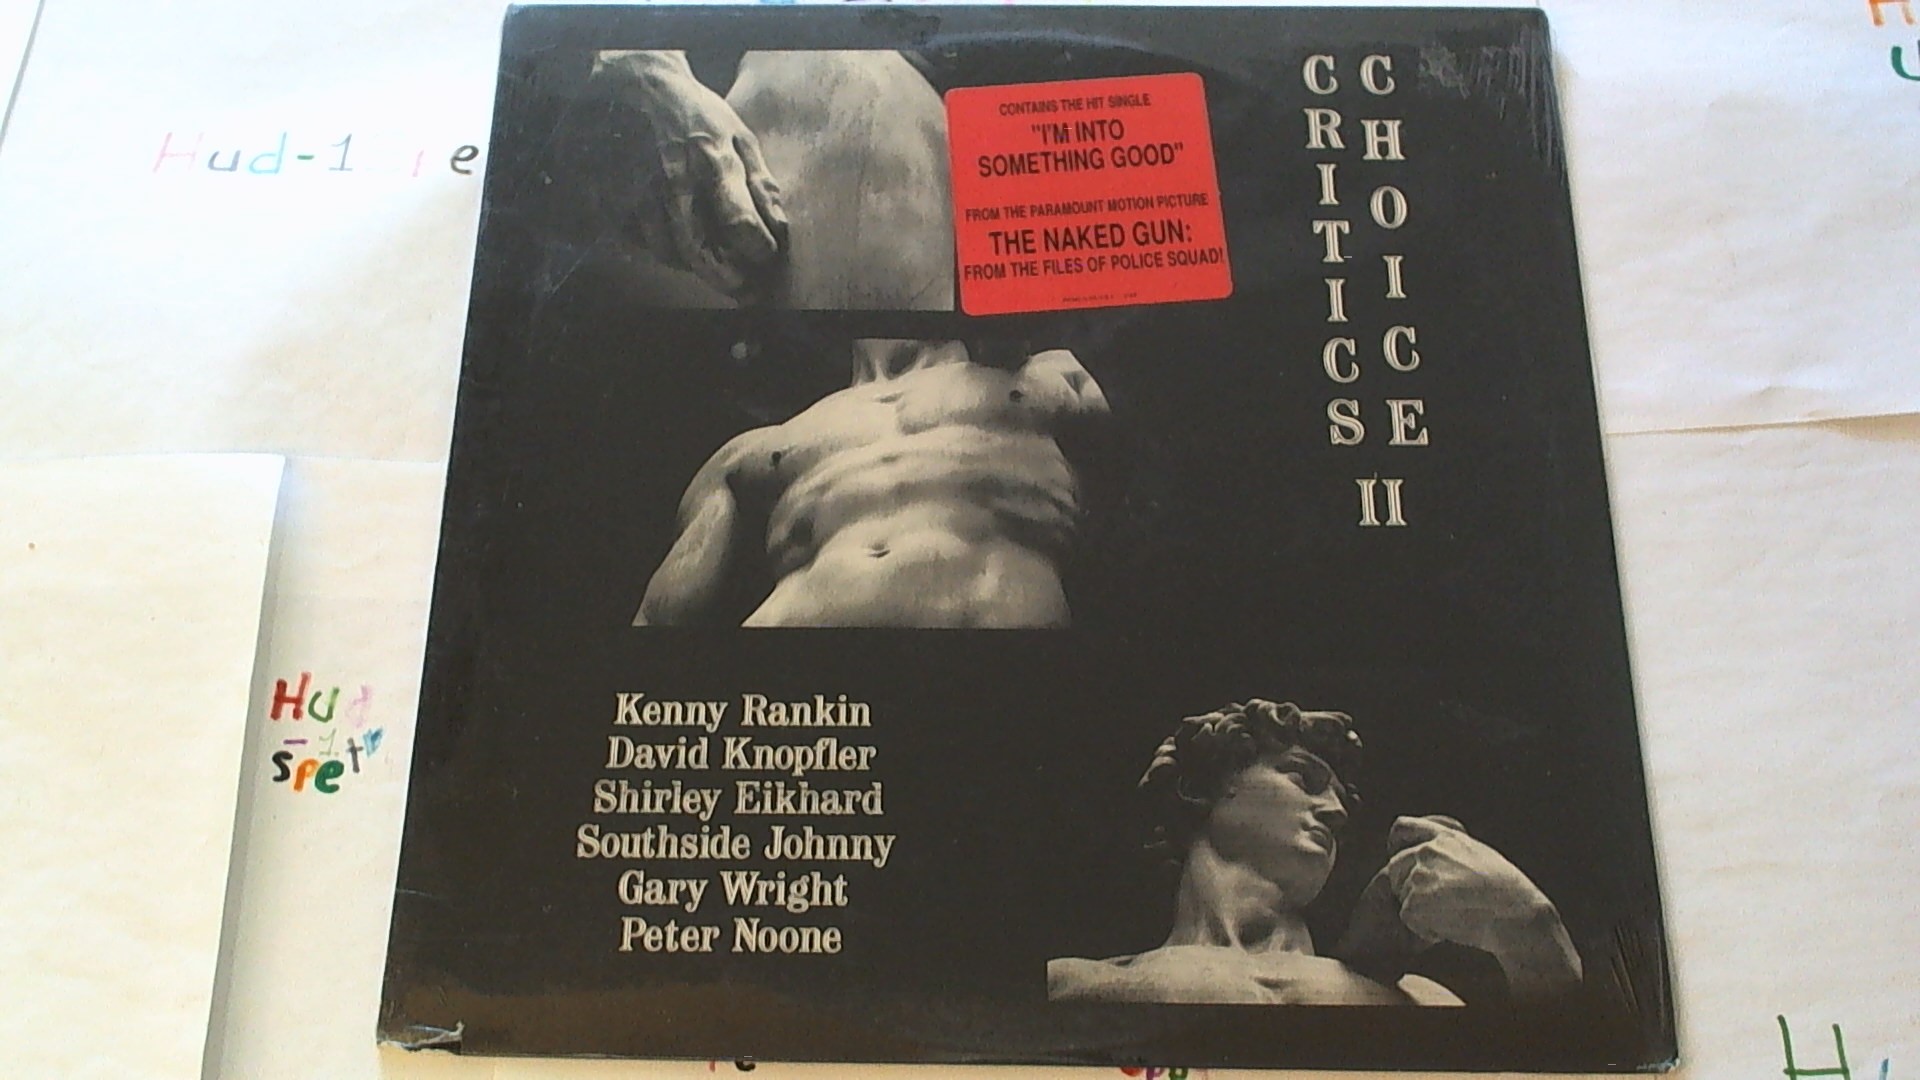 CRITICS
CHOICE
II
CONTAINS THE HIT SINGLE
"I'M INTO
SOMETHING GOOD"
FROM THE PARAMOUNT MOTION PICTURE
THE NAKED GUN:
FROM THE FILES OF POLICE SQUAD!
Kenny Rankin
David Knopfler
Shirley Eikhard
Southside Johnny
Gary Wright
Peter Noone
Hud-1
Hud
-1
spet